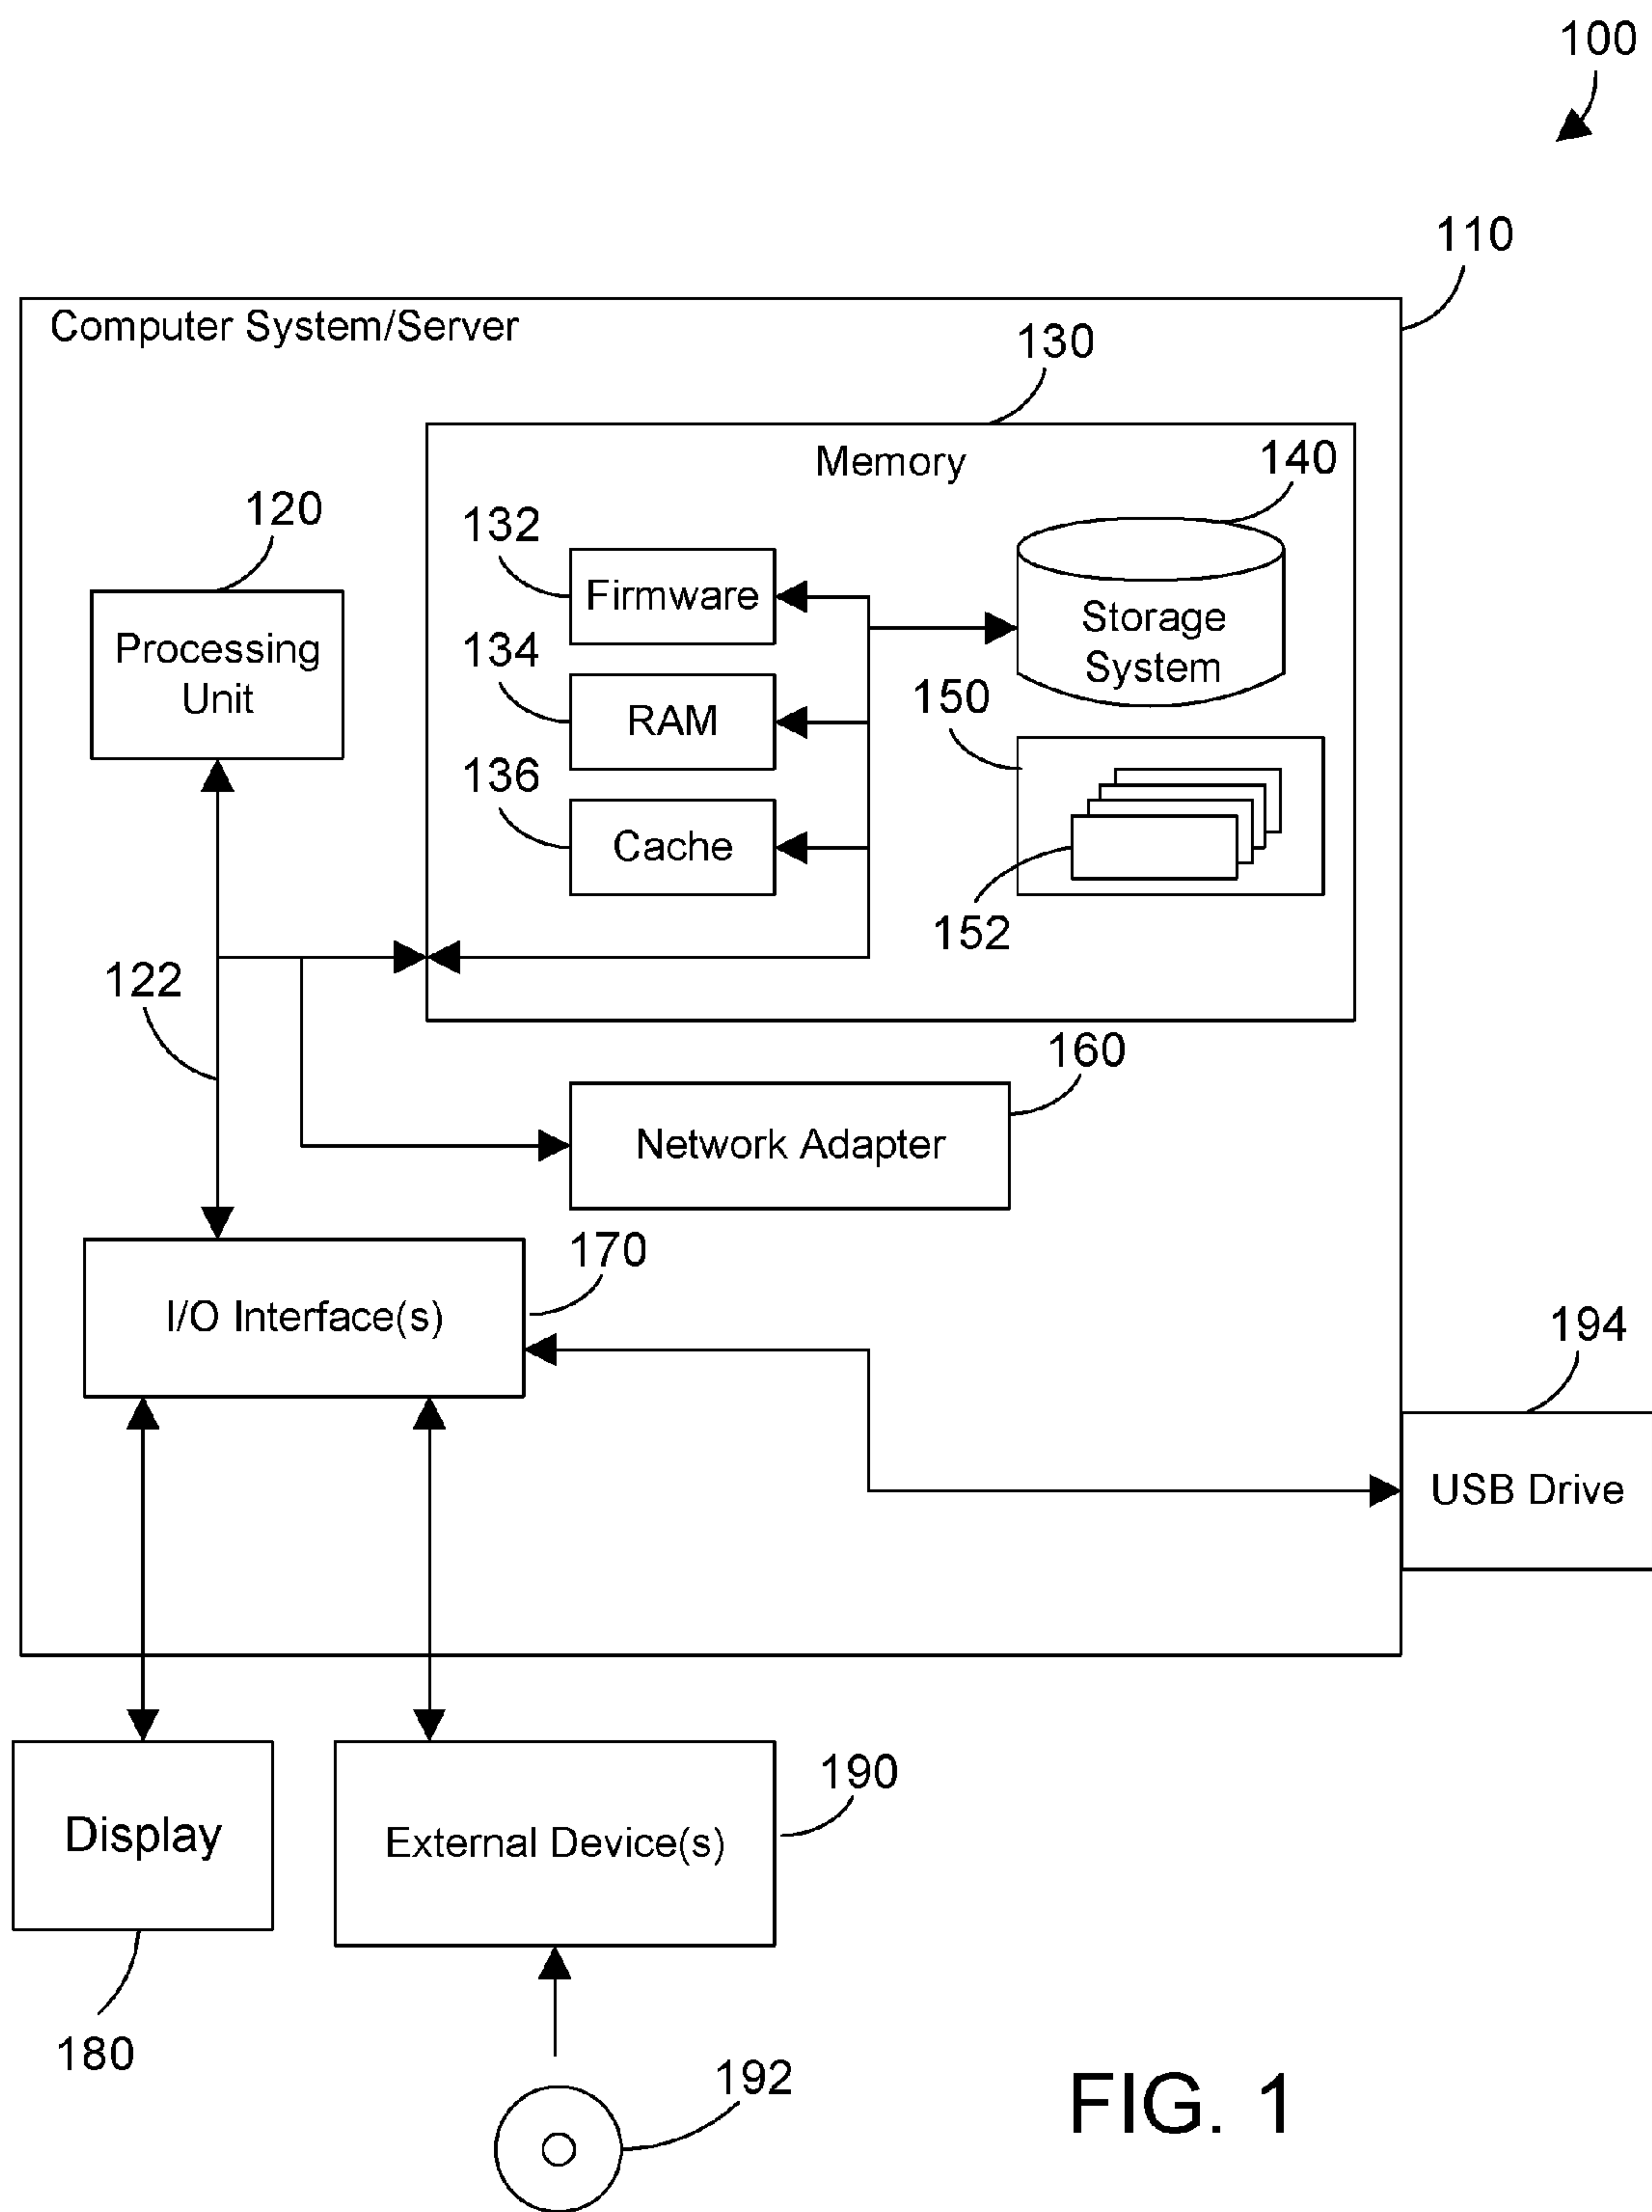 100
110
Computer System/Server
130
Memory
140
120
132
Firmware
Storage
System
Processing
Unit
134
RAM
150
136
Cache
152
122
160
Network Adapter
170
I/O Interface(s)
194
USB Drive
190
Display
External Device(s)
180
192
FIG. 1